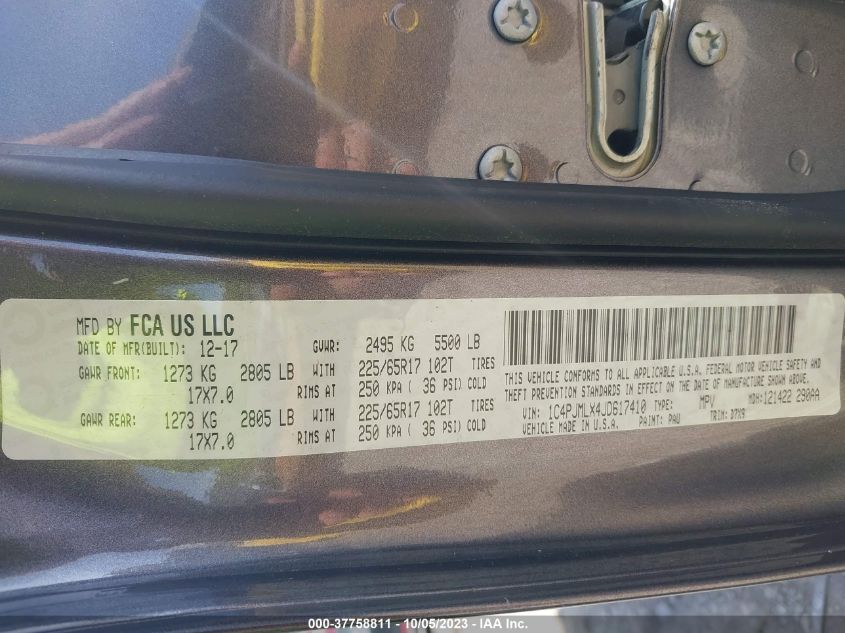 MFD BY FCA US LLC
DATE OF MFR(BUILT): 12-17 GVWR: 2495 KG 5500 LB
GAWR FRONT: 1273 KG 2805 LB WITH 225/65R17 102T TIRES
17X7.0 RIMS AT 250 KPA ( 36 PSI) COLD
GAWR REAR: 1273 KG 2805 LB WITH 225/65R17 102T TIRES
17X7.0 RIMS AT 250 KPA ( 36 PSI) COLD
THIS VEHICLE CONFORMS TO ALL APPLICABLE U.S.A. FEDERAL MOTOR VEHICLE SAFETY AND
THEFT PREVENTION STANDARDS IN EFFECT ON THE DATE OF MANUFACTURE SHOWN ABOVE.
VIN: 1C4PJMLX4JD617410 TYPE: MPV MDH:121422 290AA
VEHICLE MADE IN U.S.A. PAINT: PAU TRIM: D7X9
000-37758811 - 10/05/2023 - IAA Inc.